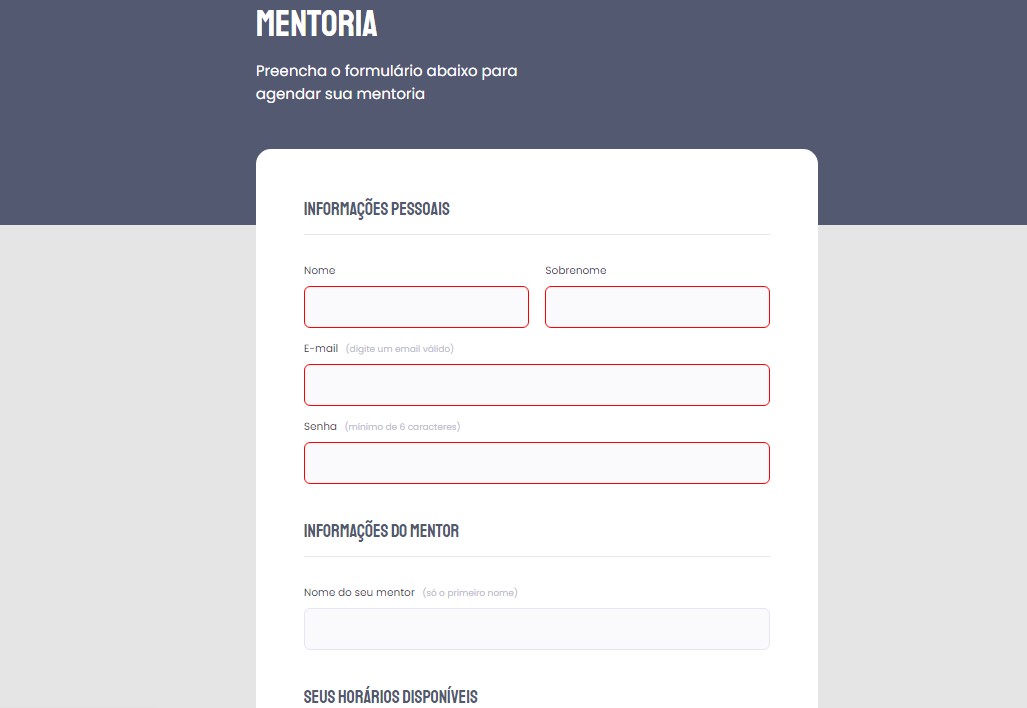 MENTORIA
Preencha o formulário abaixo para
agendar sua mentoria
INFORMAÇÕES PESSOAIS
Nome
Sobrenome
E-mail (digite um email válido)
Senha (mínimo de 6 caracteres)
INFORMAÇÕES DO MENTOR
Nome do seu mentor (só o primeiro nome)
SEUS HORÁRIOS DISPONÍVEIS